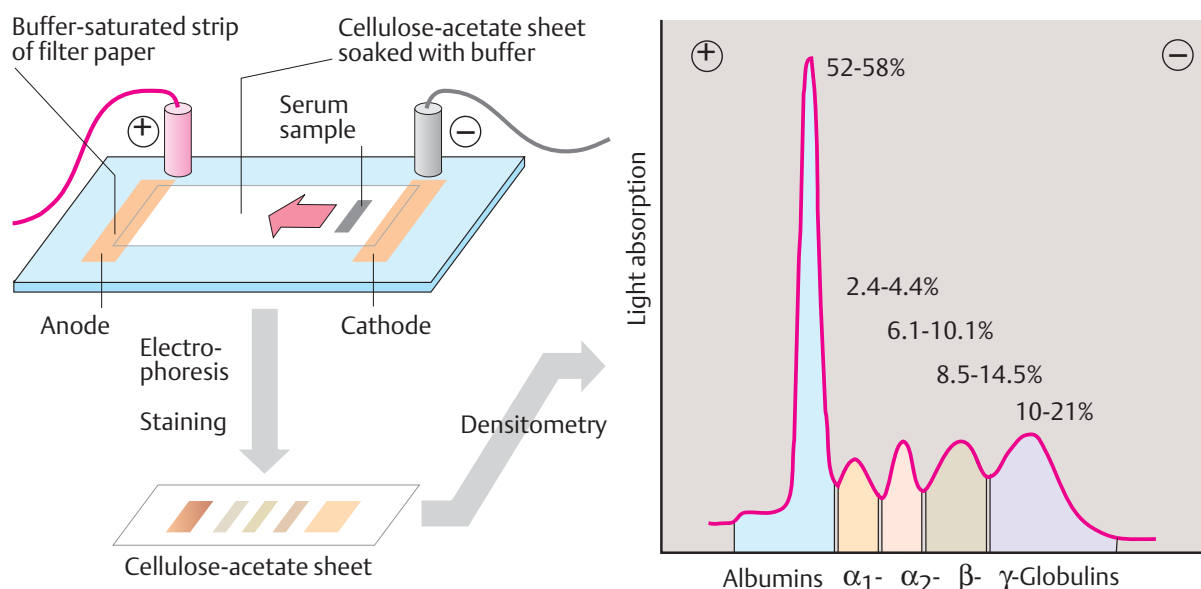 Buffer-saturated strip
of filter paper
Cellulose-acetate sheet
soaked with buffer
Serum
sample
+
–
Anode
Cathode
Electro-
phoresis
Staining
Densitometry
Cellulose-acetate sheet
+
–
Light absorption
52-58%
2.4-4.4%
6.1-10.1%
8.5-14.5%
10-21%
Albumins α1- α2- β- γ-Globulins